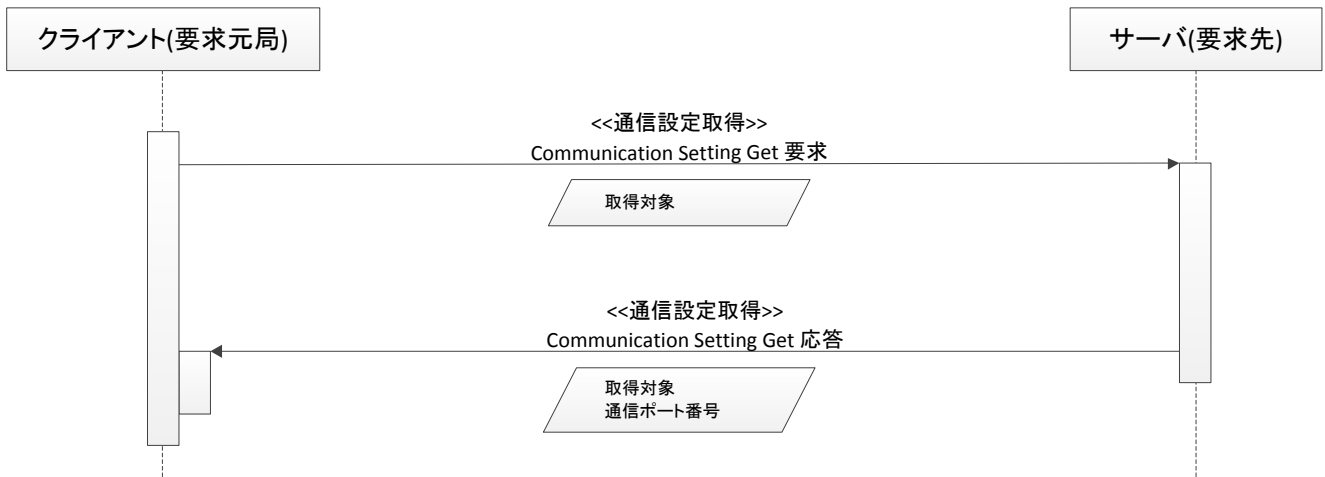 クライアント(要求元局)
サーバ(要求先)
<<通信設定取得>>
Communication Setting Get 要求
取得対象
<<通信設定取得>>
Communication Setting Get 応答
取得対象
通信ポート番号